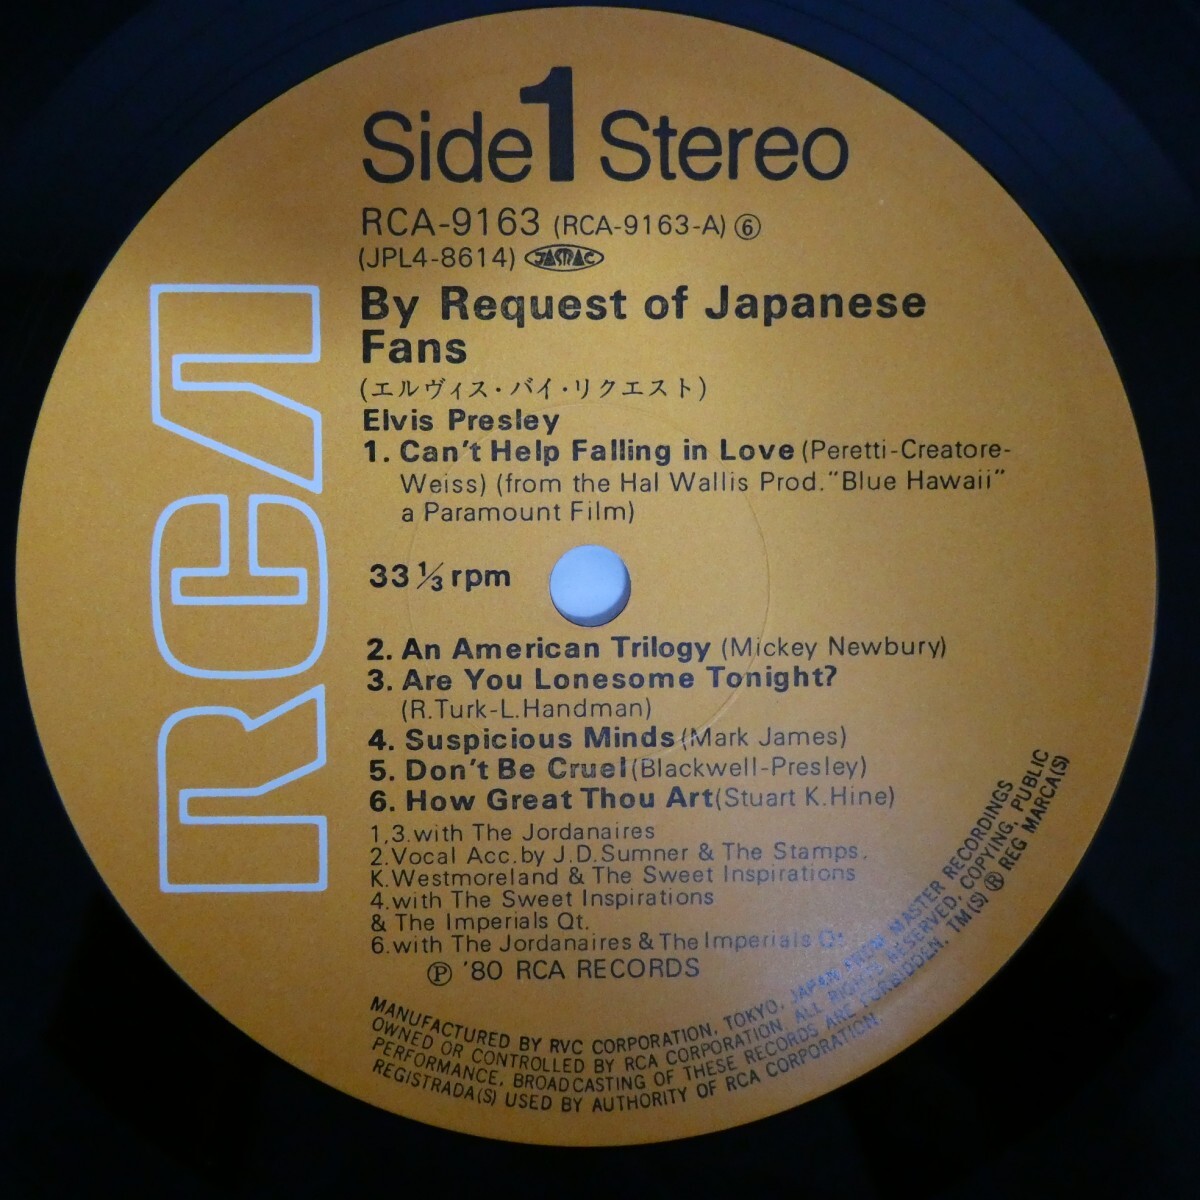 Side 1 Stereo
RCA-9163 (RCA-9163-A) ⑥
(JPL4-8614) JASRAC
By Request of Japanese
Fans
(エルヴィス・バイ・リクエスト)
Elvis Presley
1. Can't Help Falling in Love (Peretti-Creatore-
Weiss) (from the Hal Wallis Prod. "Blue Hawaii"
a Paramount Film)
33 1/3 rpm
2. An American Trilogy (Mickey Newbury)
3. Are You Lonesome Tonight?
(R.Turk-L.Handman)
4. Suspicious Minds (Mark James)
5. Don't Be Cruel (Blackwell-Presley)
6. How Great Thou Art (Stuart K.Hine)
1,3.with The Jordanaires
2.Vocal Acc.by J.D.Sumner & The Stamps,
K.Westmoreland & The Sweet Inspirations
4.with The Sweet Inspirations
& The Imperials Qt.
6.with The Jordanaires & The Imperials Qt.
Ⓟ '80 RCA RECORDS
MANUFACTURED BY RVC CORPORATION, TOKYO, JAPAN FROM MASTER RECORDINGS
OWNED OR CONTROLLED BY RCA CORPORATION. ALL RIGHTS RESERVED. COPYING, PUBLIC
PERFORMANCE, BROADCASTING OF THESE RECORDS ARE FORBIDDEN. TM(S) ® REG MARCA(S)
REGISTRADA(S) USED BY AUTHORITY OF RCA CORPORATION.
RCA